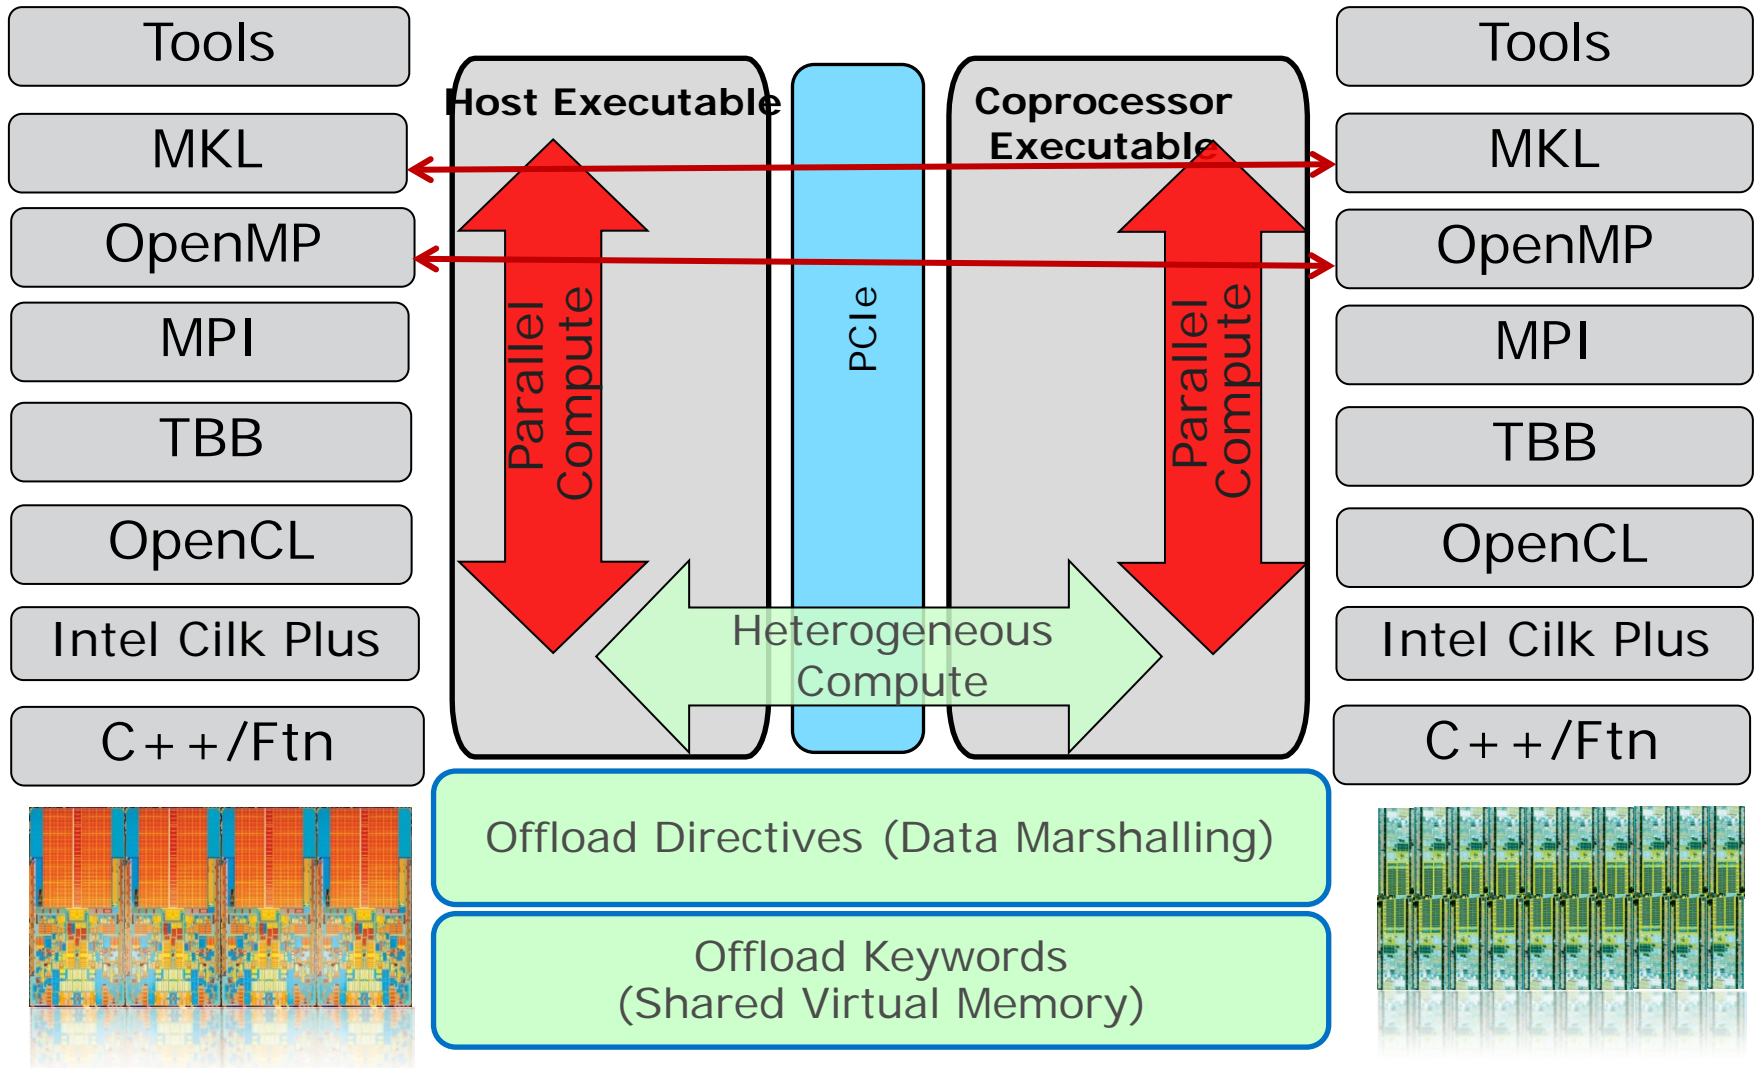 Tools
MKL
OpenMP
MPI
TBB
OpenCL
Intel Cilk Plus
C++/Ftn
Host Executable
Parallel
Compute
PCIe
Coprocessor
Executable
Parallel
Compute
Heterogeneous
Compute
Offload Directives (Data Marshalling)
Offload Keywords
(Shared Virtual Memory)
Tools
MKL
OpenMP
MPI
TBB
OpenCL
Intel Cilk Plus
C++/Ftn